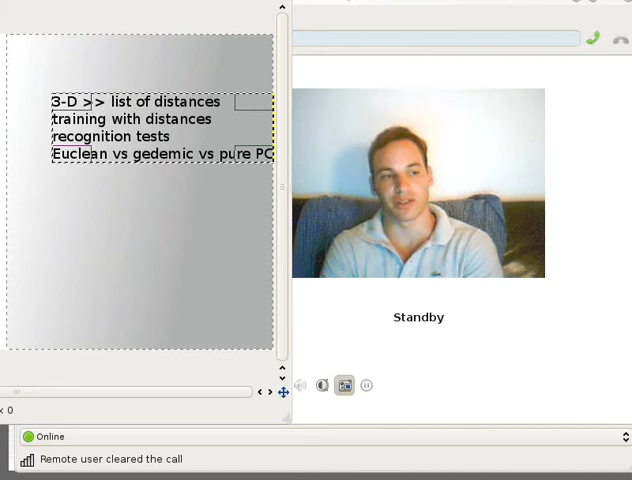 3-D >> list of distances
training with distances
recognition tests
Euclean vs gedemic vs pure PC
Standby
x 0
Online
Remote user cleared the call